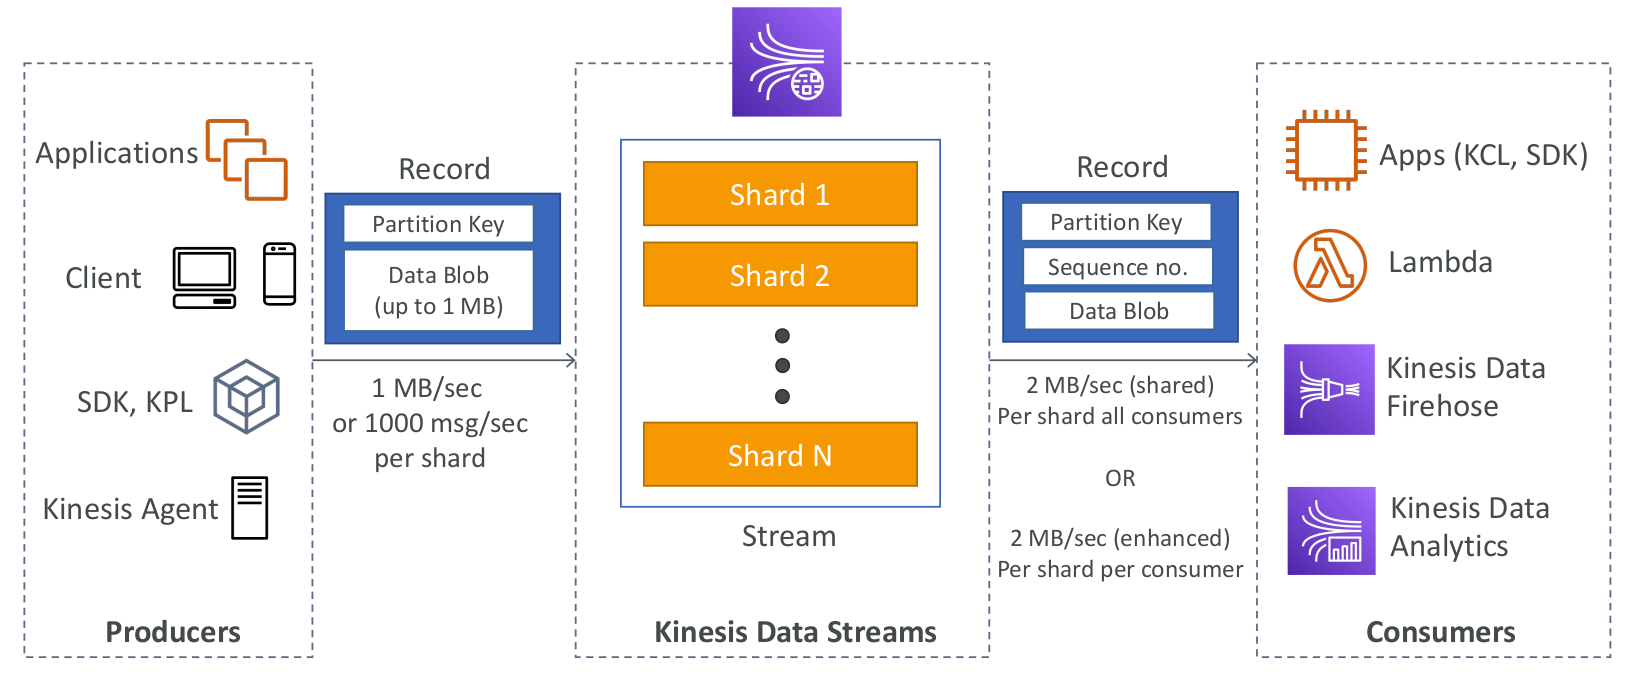 Applications
Client
SDK, KPL
Kinesis Agent
Producers
Record
Partition Key
Data Blob
(up to 1 MB)
1 MB/sec
or 1000 msg/sec
per shard
Shard 1
Shard 2
Shard N
Stream
Kinesis Data Streams
Record
Partition Key
Sequence no.
Data Blob
2 MB/sec (shared)
Per shard all consumers
OR
2 MB/sec (enhanced)
Per shard per consumer
Apps (KCL, SDK)
Lambda
Kinesis Data
Firehose
Kinesis Data
Analytics
Consumers